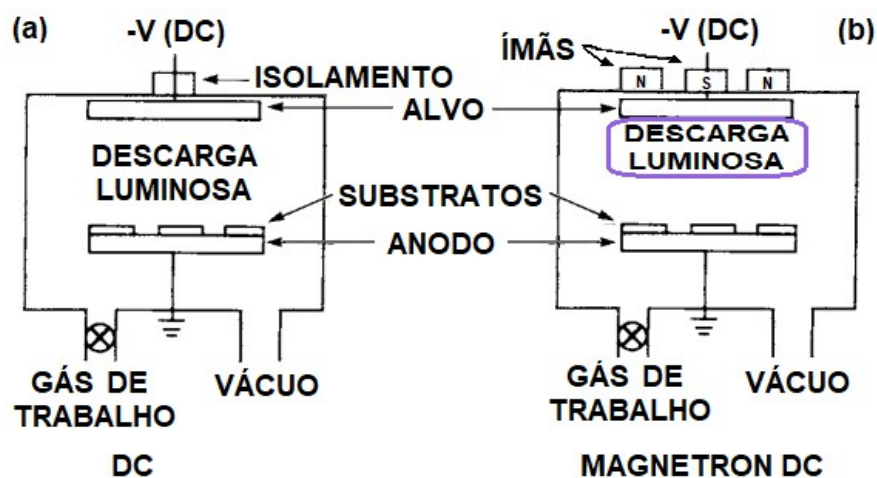 (a)
-V (DC)
ISOLAMENTO
ALVO
DESCARGA
LUMINOSA
SUBSTRATOS
ANODO
GÁS DE
TRABALHO
VÁCUO
DC
(b)
-V (DC)
ÍMÃS
N
S
N
DESCARGA
LUMINOSA
GÁS DE
TRABALHO
VÁCUO
MAGNETRON DC